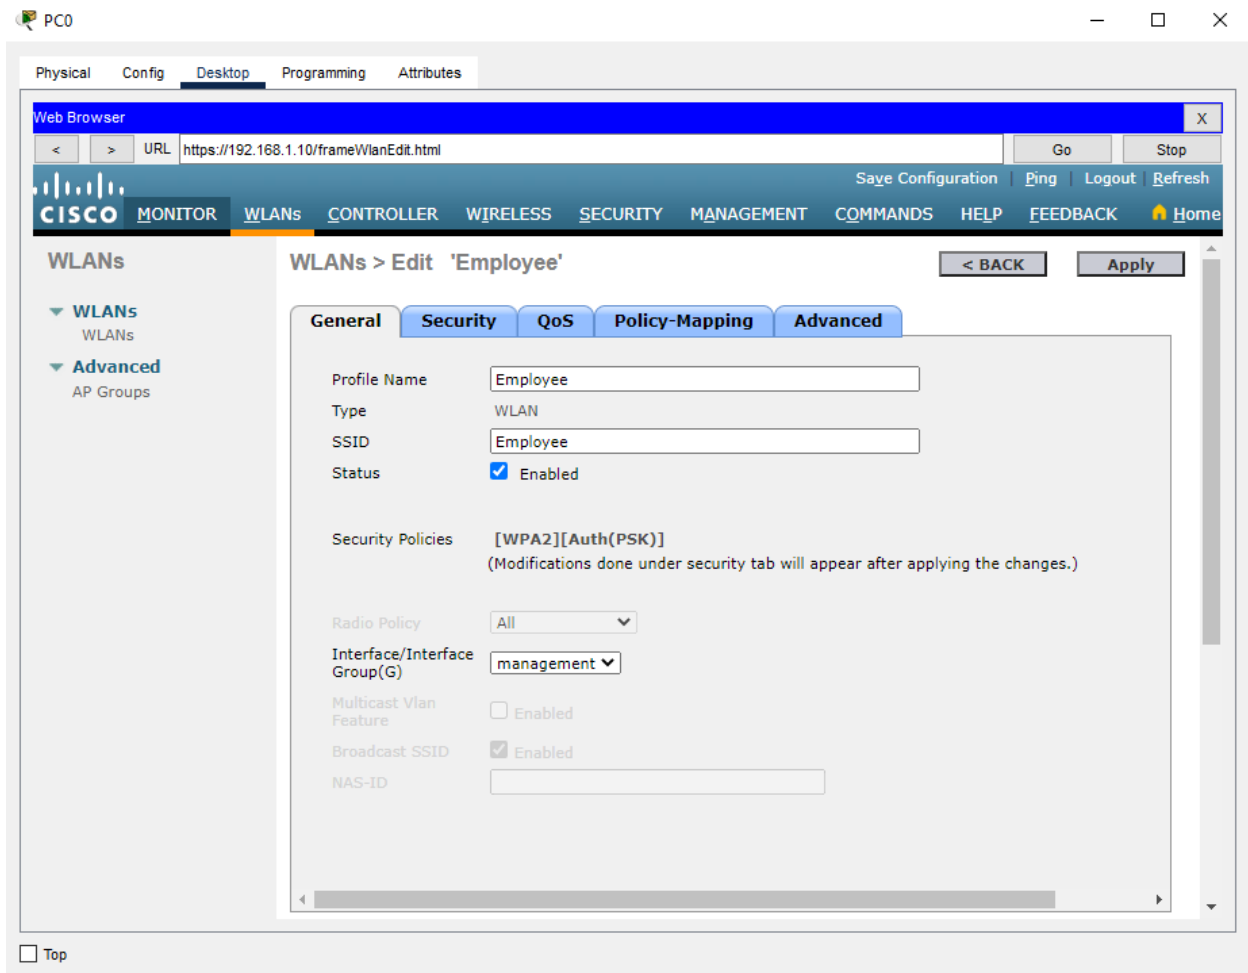 PC0
Physical Config Desktop Programming Attributes
Web Browser X
< > URL https://192.168.1.10/frameWlanEdit.html Go Stop
Save Configuration | Ping | Logout | Refresh
CISCO MONITOR WLANs CONTROLLER WIRELESS SECURITY MANAGEMENT COMMANDS HELP FEEDBACK Home
WLANs
WLANs
WLANs
Advanced
AP Groups
WLANs > Edit 'Employee' < BACK Apply
General Security QoS Policy-Mapping Advanced
Profile Name Employee
Type WLAN
SSID Employee
Status Enabled
Security Policies [WPA2][Auth(PSK)]
(Modifications done under security tab will appear after applying the changes.)
Radio Policy All
Interface/Interface
Group(G) management
Multicast Vlan
Feature Enabled
Broadcast SSID Enabled
NAS-ID
Top